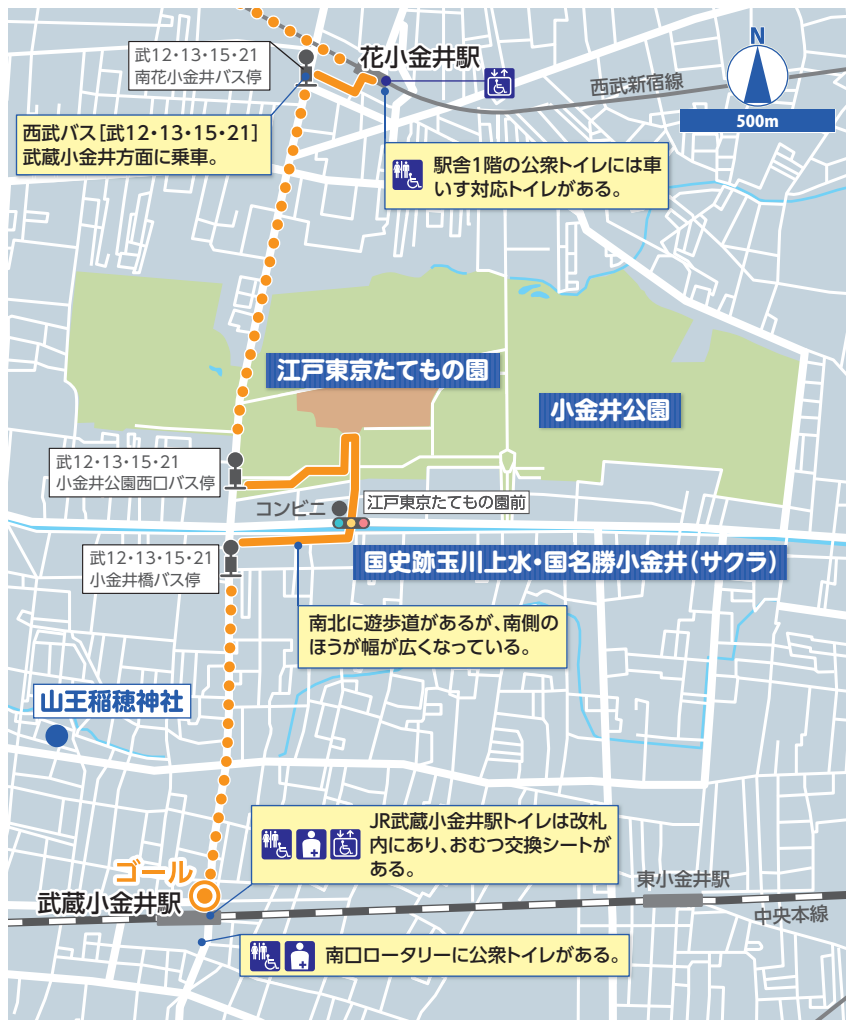 武12・13・15・21
南花小金井バス停
花小金井駅
西武新宿線
N
500m
西武バス［武12・13・15・21］
武蔵小金井方面に乗車。
駅舎1階の公衆トイレには車
いす対応トイレがある。
江戸東京たてもの園
小金井公園
武12・13・15・21
小金井公園西口バス停
コンビニ
江戸東京たてもの園前
武12・13・15・21
小金井橋バス停
国史跡玉川上水・国名勝小金井（サクラ）
南北に遊歩道があるが、南側の
ほうが幅が広くなっている。
山王稲穂神社
JR武蔵小金井駅トイレは改札
内にあり、おむつ交換シートが
ある。
ゴール
武蔵小金井駅
東小金井駅
中央本線
南口ロータリーに公衆トイレがある。